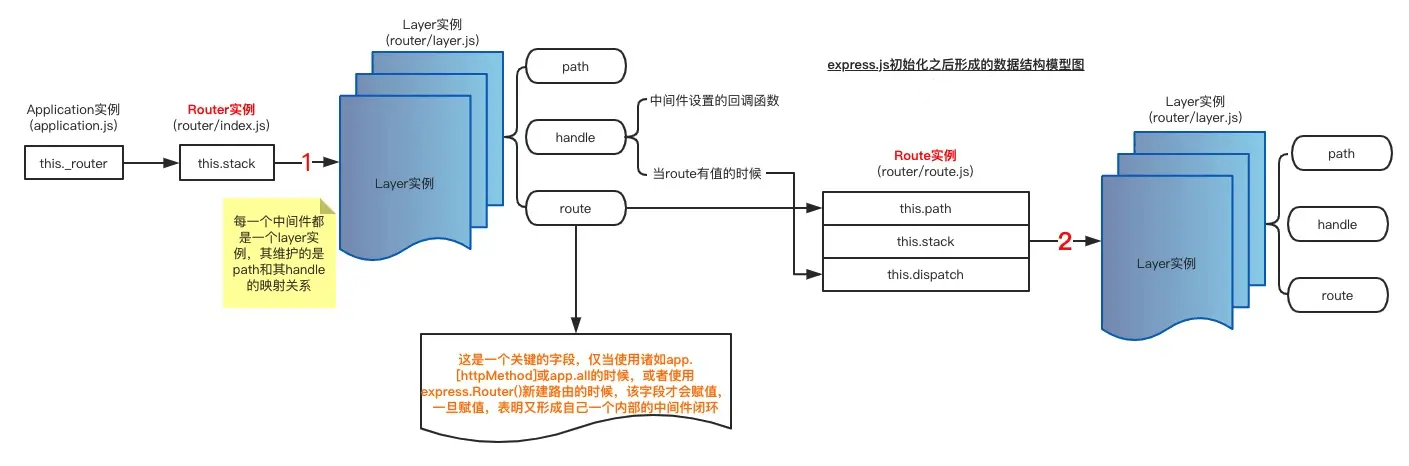 express.js初始化之后形成的数据结构模型图
Application实例
(application.js)
this._router
Router实例
(router/index.js)
this.stack
1
每一个中间件都
是一个layer实
例，其维护的是
path和其handle
的映射关系
Layer实例
(router/layer.js)
Layer实例
path
handle
route
中间件设置的回调函数
当route有值的时候
这是一个关键的字段，仅当使用诸如app.
[httpMethod]或app.all的时候，或者使用
express.Router()新建路由的时候，该字段才会赋值，
一旦赋值，表明又形成自己一个内部的中间件闭环
Route实例
(router/route.js)
this.path
this.stack
this.dispatch
2
Layer实例
(router/layer.js)
Layer实例
path
handle
route